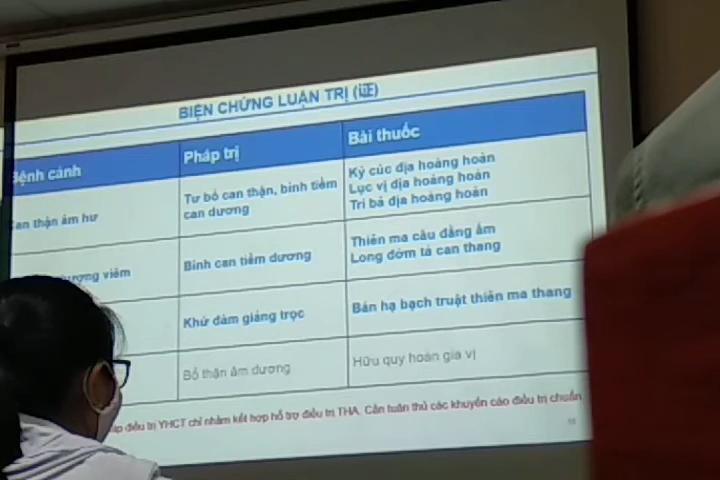 BIỆN CHỨNG LUẬN TRỊ (证)
Bệnh cảnh
Pháp trị
Bài thuốc
Can thận âm hư
Tư bổ can thận, bình tiềm
can dương
Kỷ cúc địa hoàng hoàn
Lục vị địa hoàng hoàn
Tri bá địa hoàng hoàn
Bình can tiềm dương
Thiên ma câu đằng ẩm
Long đởm tả can thang
Khử đàm giáng trọc
Bán hạ bạch truật thiên ma thang
Bổ thận âm dương
Hữu quy hoàn gia vị
điều trị YHCT chỉ nhằm kết hợp hỗ trợ điều trị THA. Cần tuân thủ các khuyến cáo điều trị chuẩn